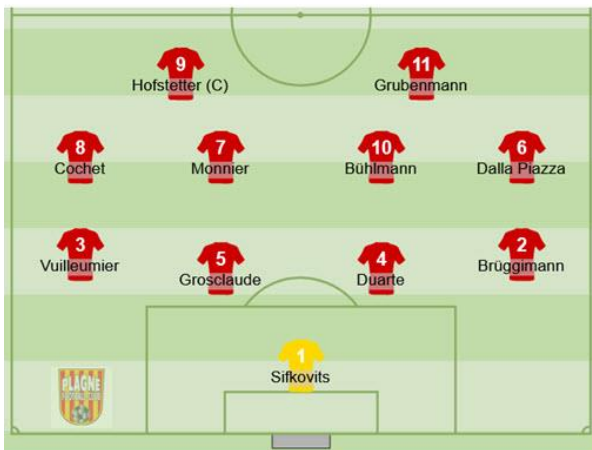 9
Hofstetter (C)
11
Grubenmann
8
Cochet
7
Monnier
10
Bühlmann
6
Dalla Piazza
3
Vuilleumier
5
Grosclaude
4
Duarte
2
Brüggimann
1
Sifkovits
PLAGNE